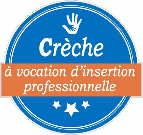 Crèche
à vocation d'insertion
professionnelle